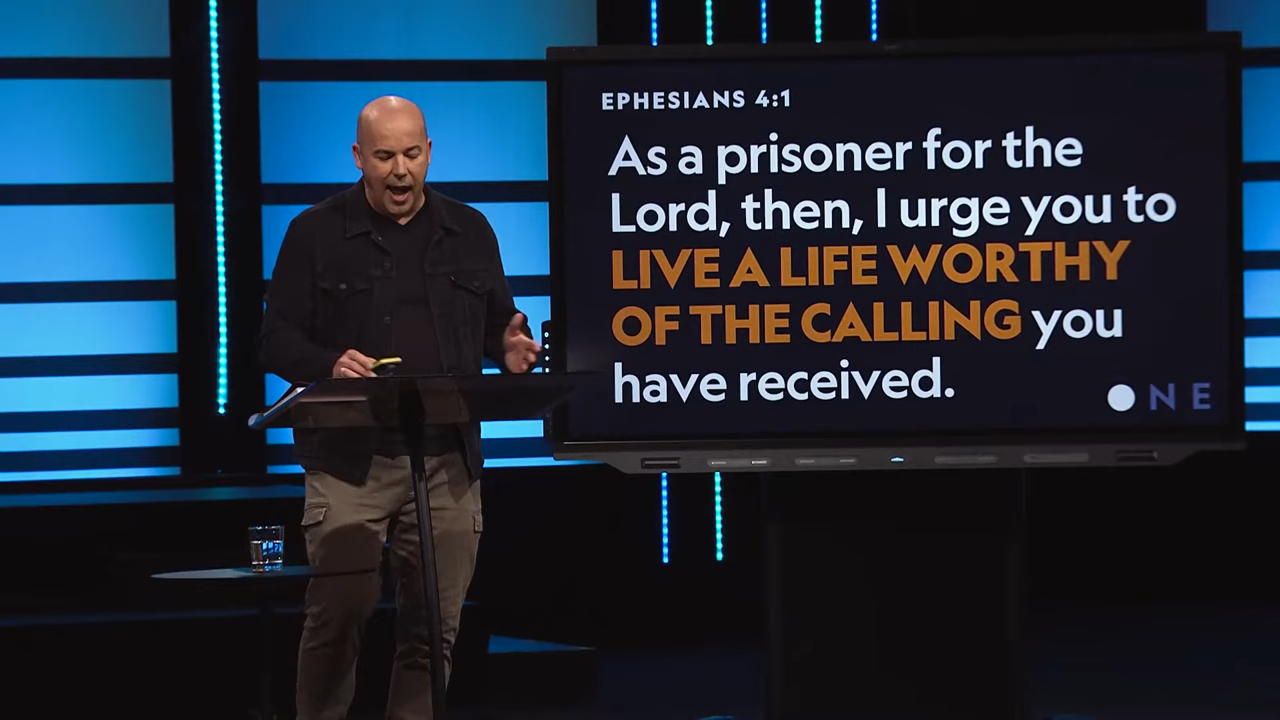 EPHESIANS 4:1
As a prisoner for the
Lord, then, I urge you to
LIVE A LIFE WORTHY
OF THE CALLING you
have received.
ONE